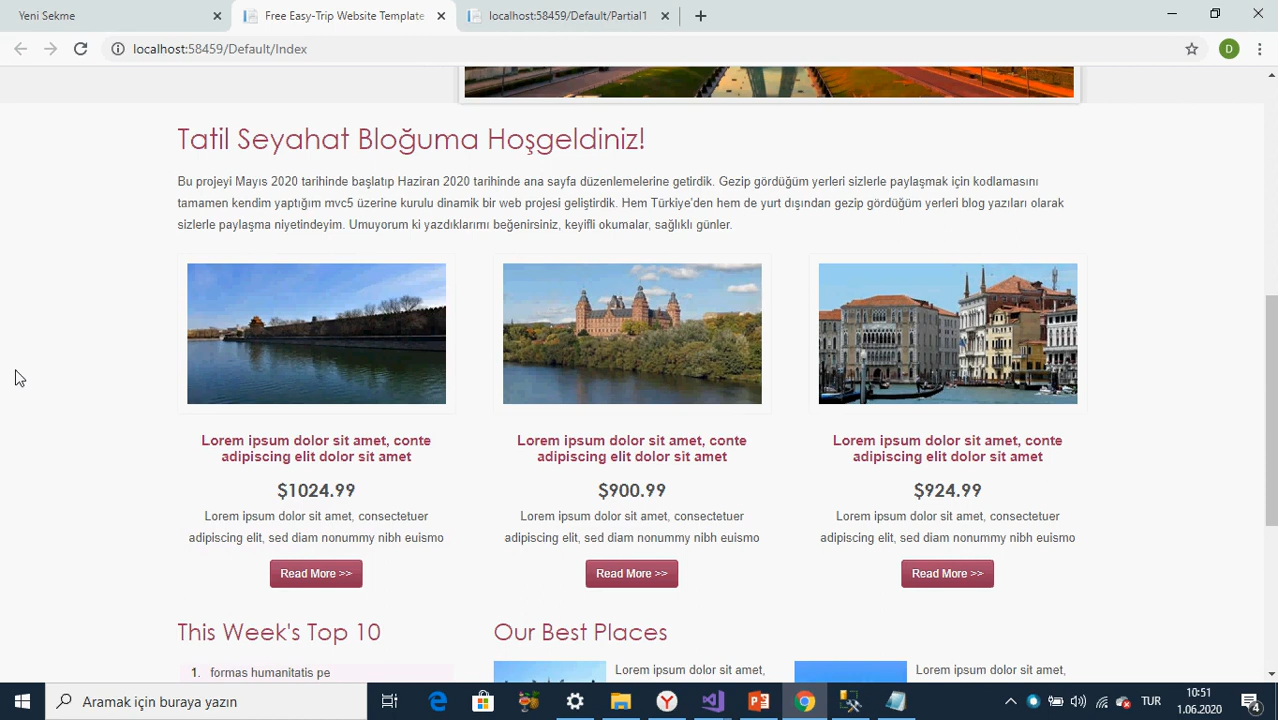 Yeni Sekme
Free Easy-Trip Website Template
localhost:58459/Default/Partial1
localhost:58459/Default/Index
D
Tatil Seyahat Bloğuma Hoşgeldiniz!
Bu projeyi Mayıs 2020 tarihinde başlatıp Haziran 2020 tarihinde ana sayfa düzenlemelerine getirdik. Gezip gördüğüm yerleri sizlerle paylaşmak için kodlamasını
tamamen kendim yaptığım mvc5 üzerine kurulu dinamik bir web projesi geliştirdik. Hem Türkiye'den hem de yurt dışından gezip gördüğüm yerleri blog yazıları olarak
sizlerle paylaşma niyetindeyim. Umuyorum ki yazdıklarımı beğenirsiniz, keyifli okumalar, sağlıklı günler.
Lorem ipsum dolor sit amet, conte
adipiscing elit dolor sit amet
$1024.99
Lorem ipsum dolor sit amet, consectetuer
adipiscing elit, sed diam nonummy nibh euismo
Read More >>
Lorem ipsum dolor sit amet, conte
adipiscing elit dolor sit amet
$900.99
Lorem ipsum dolor sit amet, consectetuer
adipiscing elit, sed diam nonummy nibh euismo
Read More >>
Lorem ipsum dolor sit amet, conte
adipiscing elit dolor sit amet
$924.99
Lorem ipsum dolor sit amet, consectetuer
adipiscing elit, sed diam nonummy nibh euismo
Read More >>
This Week's Top 10
1. formas humanitatis pe
Our Best Places
Lorem ipsum dolor sit amet,
Lorem ipsum dolor sit amet,
Aramak için buraya yazın
TUR
10:51
1.06.2020
4